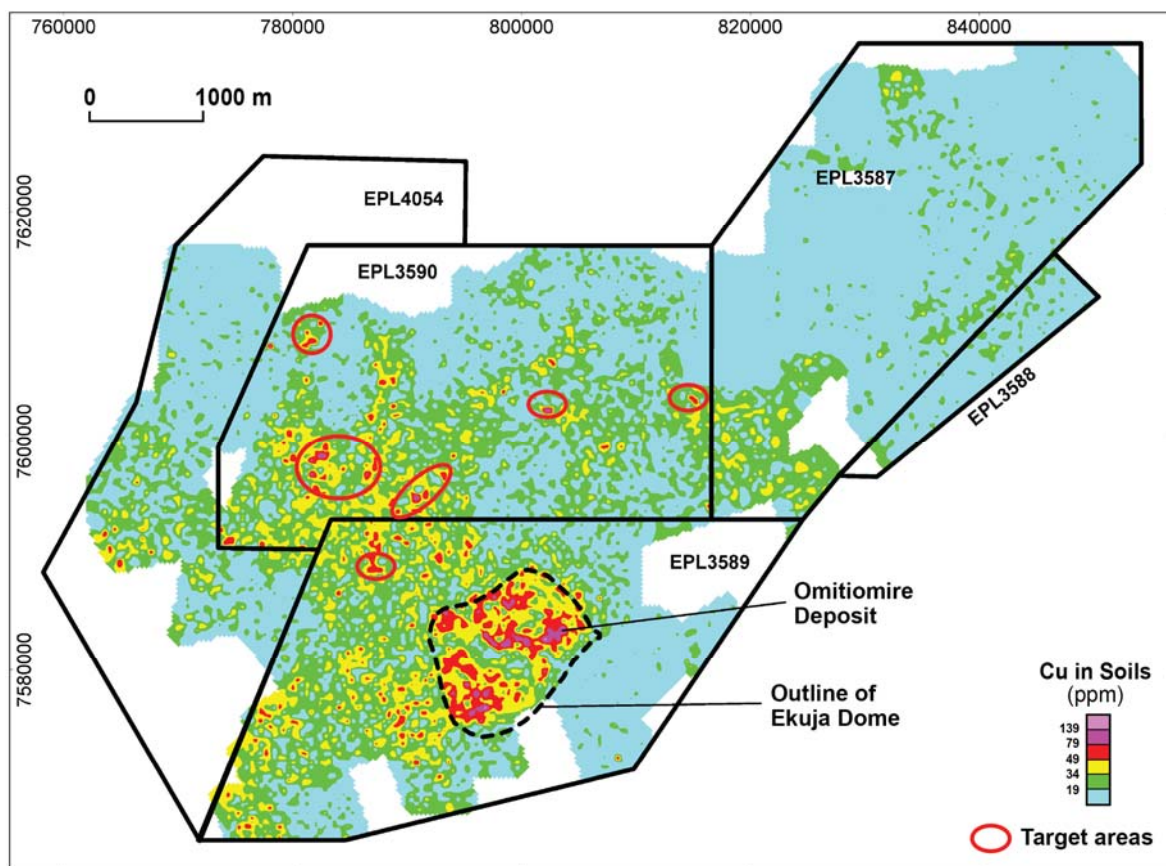 760000 780000 800000 820000 840000
0 1000 m
7620000
7600000
7580000
EPL4054
EPL3587
EPL3590
EPL3588
EPL3589
Omitiomire
Deposit
Outline of
Ekuja Dome
Cu in Soils
(ppm)
139
79
49
34
19
Target areas